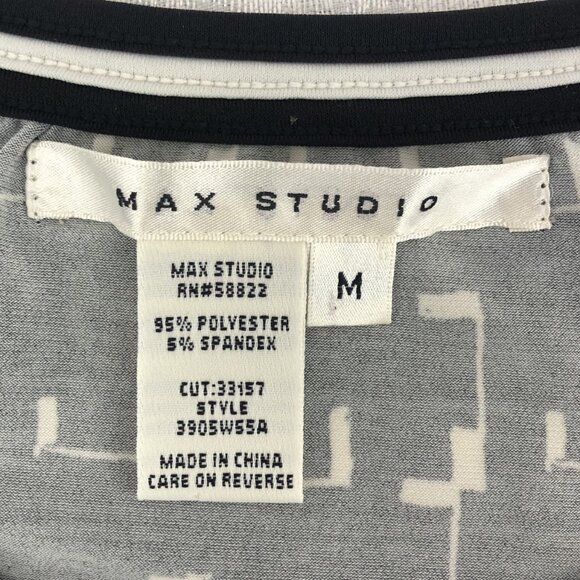 MAX STUDIO
M
MAX STUDIO
RN#58822
95% POLYESTER
5% SPANDEX
CUT:33157
STYLE
3905W55A
MADE IN CHINA
CARE ON REVERSE